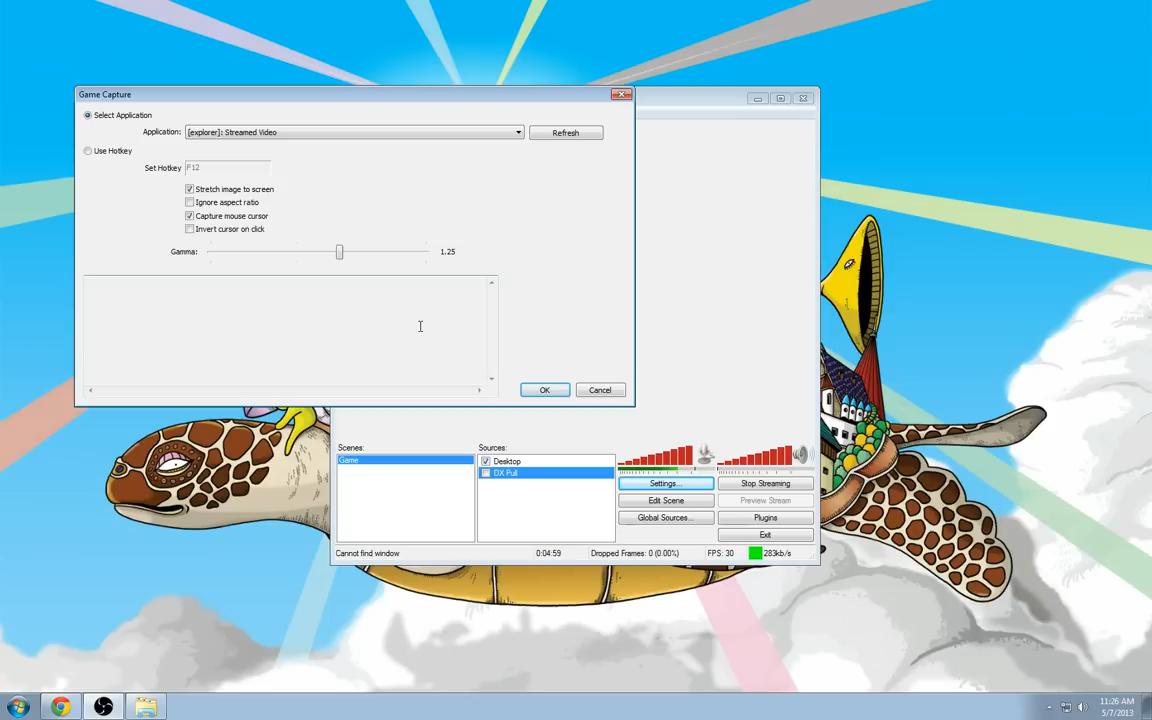 Game Capture
Select Application
Application: [explorer]: Streamed Video Refresh
Use Hotkey
Set Hotkey F12
Stretch image to screen
Ignore aspect ratio
Capture mouse cursor
Invert cursor on click
Gamma: 1.25
OK Cancel
Scenes: Sources:
Game
Desktop
DX Pull
Settings... Stop Streaming
Edit Scene Preview Stream
Global Sources... Plugins
Exit
Cannot find window 0:04:59 Dropped Frames: 0 (0.00%) FPS: 30 283kb/s
11:26 AM
5/7/2013